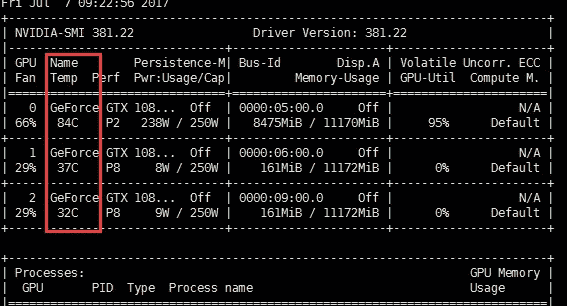 Fri Jul  7 09:22:56 2017
+-----------------------------------------------------------------------------+
| NVIDIA-SMI 381.22                 Driver Version: 381.22                    |
|-------------------------------+----------------------+----------------------+
| GPU  Name        Persistence-M| Bus-Id        Disp.A | Volatile Uncorr. ECC |
| Fan  Temp  Perf  Pwr:Usage/Cap|         Memory-Usage | GPU-Util  Compute M. |
|===============================+======================+======================|
|   0  GeForce GTX 108...  Off  | 0000:05:00.0     Off |                  N/A |
| 66%   84C    P2   238W / 250W |   8475MiB / 11170MiB |     95%      Default |
+-------------------------------+----------------------+----------------------+
|   1  GeForce GTX 108...  Off  | 0000:06:00.0     Off |                  N/A |
| 29%   37C    P8     8W / 250W |    161MiB / 11172MiB |      0%      Default |
+-------------------------------+----------------------+----------------------+
|   2  GeForce GTX 108...  Off  | 0000:09:00.0     Off |                  N/A |
| 29%   32C    P8     9W / 250W |    161MiB / 11172MiB |      0%      Default |
+-------------------------------+----------------------+----------------------+
+-----------------------------------------------------------------------------+
| Processes:                                                       GPU Memory |
|  GPU       PID  Type  Process name                               Usage      |
|=============================================================================|